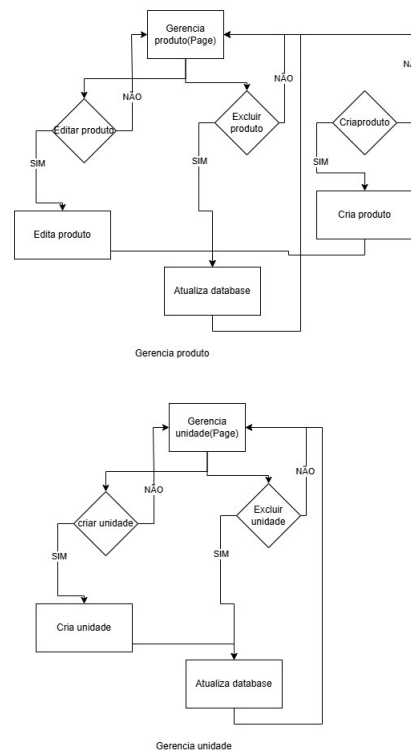 Gerencia
produto(Page)
NÃO
NÃO
Editar produto
Excluir
produto
Criaproduto
SIM
SIM
SIM
Edita produto
Cria produto
Atualiza database
Gerencia produto
Gerencia
unidade(Page)
NÃO
NÃO
criar unidade
Excluir
unidade
SIM
SIM
Cria unidade
Atualiza database
Gerencia unidade